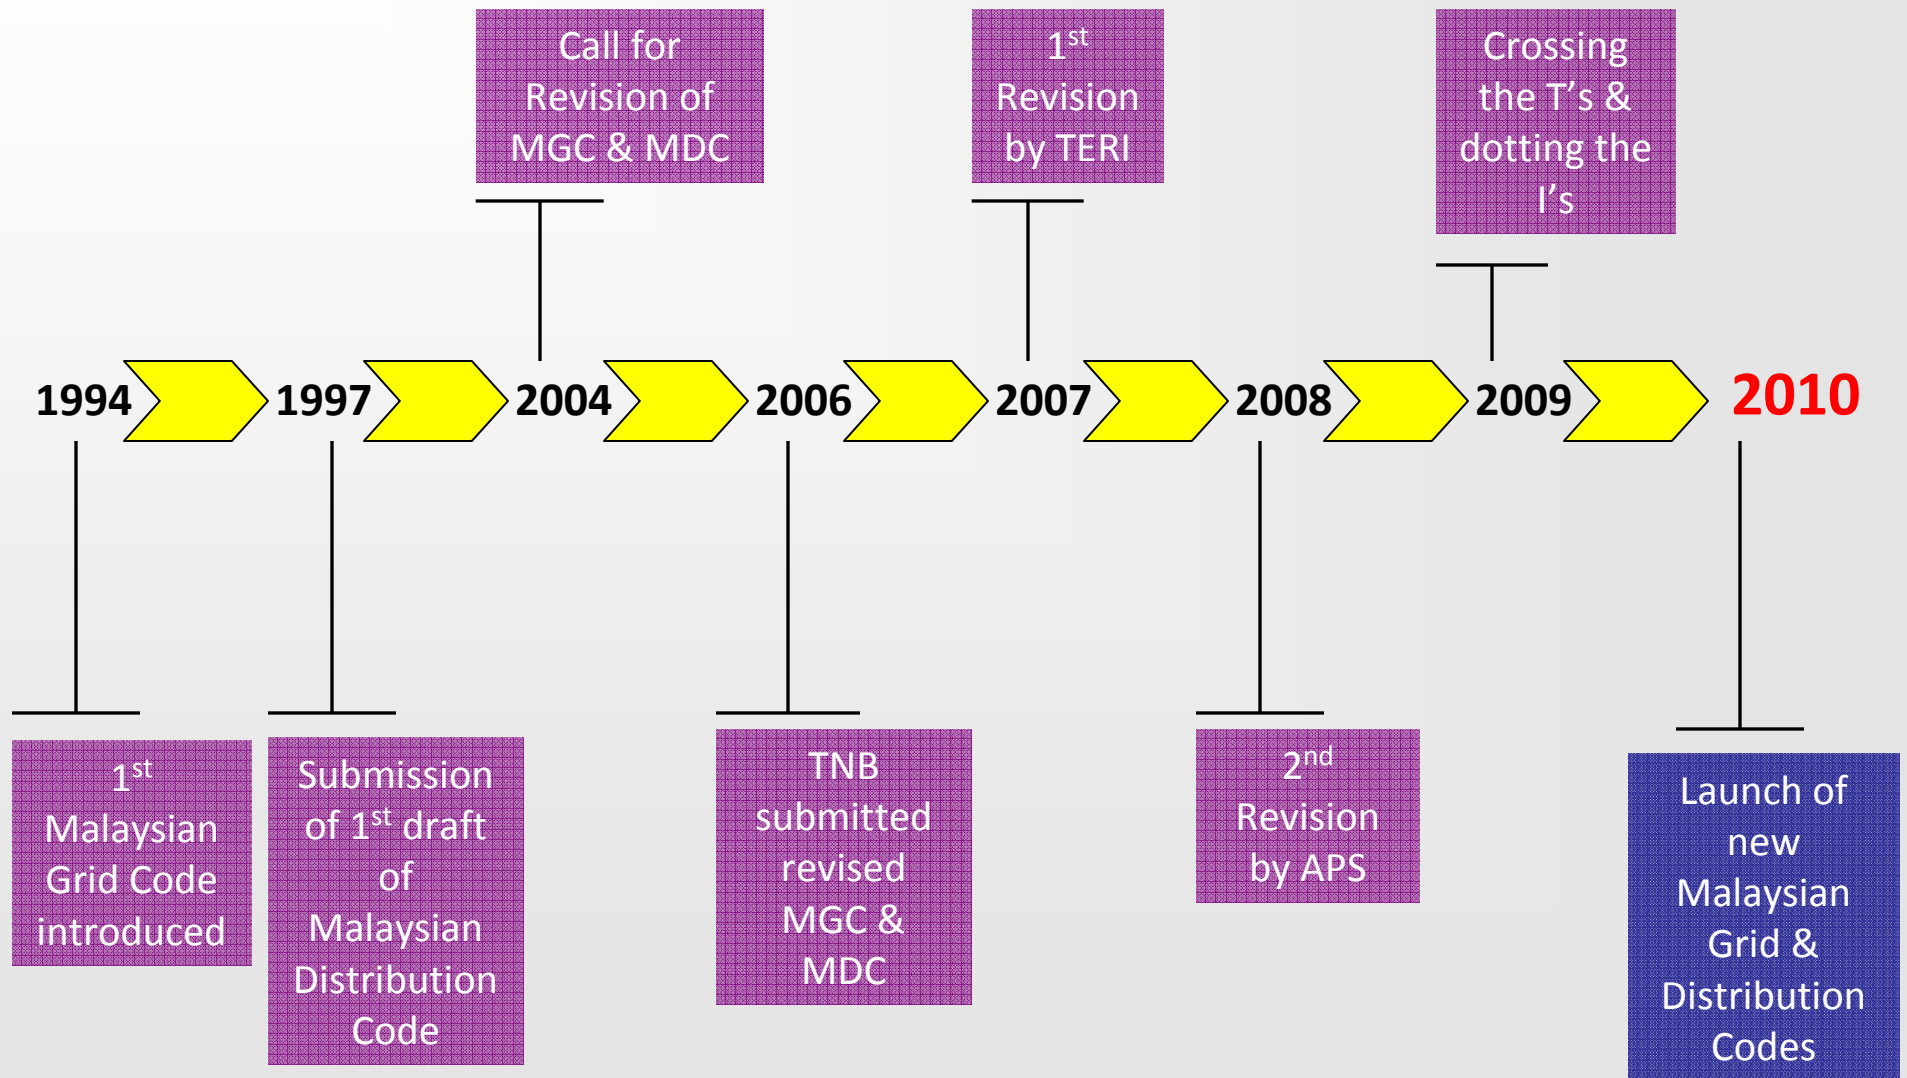 Call for
Revision of
MGC & MDC
1st
Revision
by TERI
Crossing
the T's &
dotting the
I's
1994
1997
2004
2006
2007
2008
2009
2010
1st
Malaysian
Grid Code
introduced
Submission
of 1st draft
of
Malaysian
Distribution
Code
TNB
submitted
revised
MGC &
MDC
2nd
Revision
by APS
Launch of
new
Malaysian
Grid &
Distribution
Codes